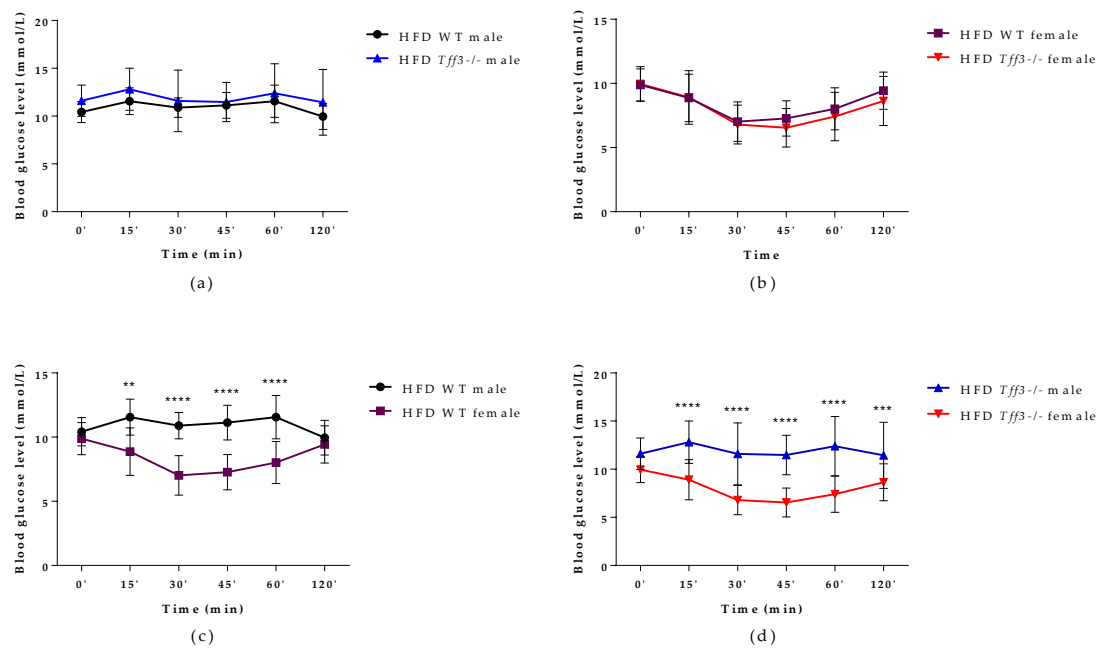 Blood glucose level (mmol/L)
20
15
10
5
0
0' 15' 30' 45' 60' 120'
Time (min)
HFD WT male
HFD Tff3-/- male
(a)
Blood glucose level (mmol/L)
15
10
5
0
0' 15' 30' 45' 60' 120'
Time
HFD WT female
HFD Tff3-/- female
(b)
Blood glucose level (mmol/L)
15
10
5
0
** **** **** ****
0' 15' 30' 45' 60' 120'
Time (min)
HFD WT male
HFD WT female
(c)
Blood glucose level (mmol/L)
20
15
10
5
0
**** **** **** **** ***
0' 15' 30' 45' 60' 120'
Time (min)
HFD Tff3-/- male
HFD Tff3-/- female
(d)